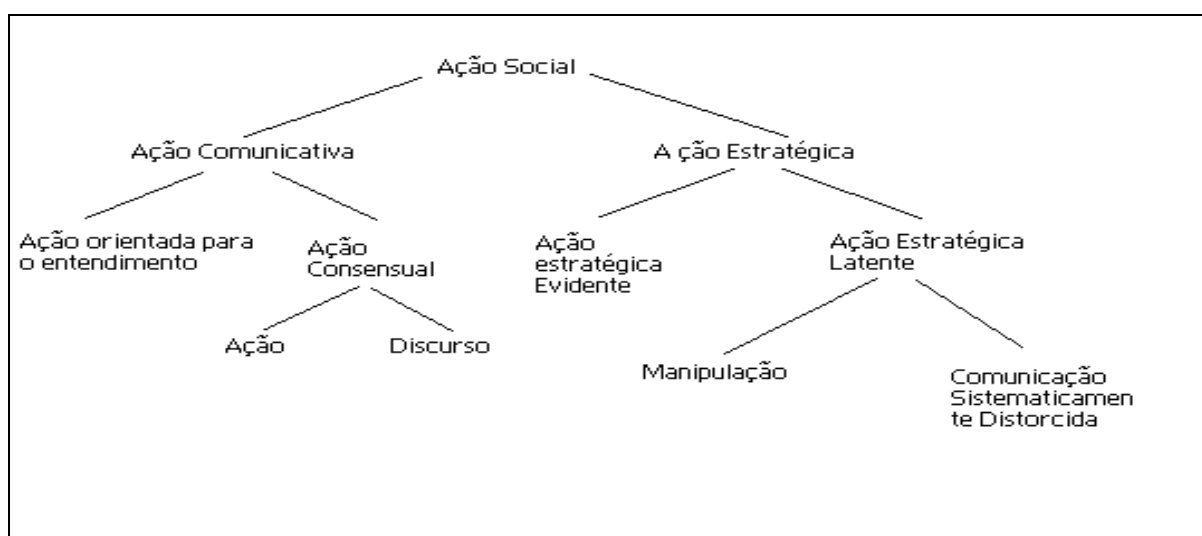 Ação Social
Ação Comunicativa
A ção Estratégica
Ação orientada para
o entendimento
Ação
Consensual
Ação
estratégica
Evidente
Ação Estratégica
Latente
Ação
Discurso
Manipulação
Comunicação
Sistematicamen
te Distorcida